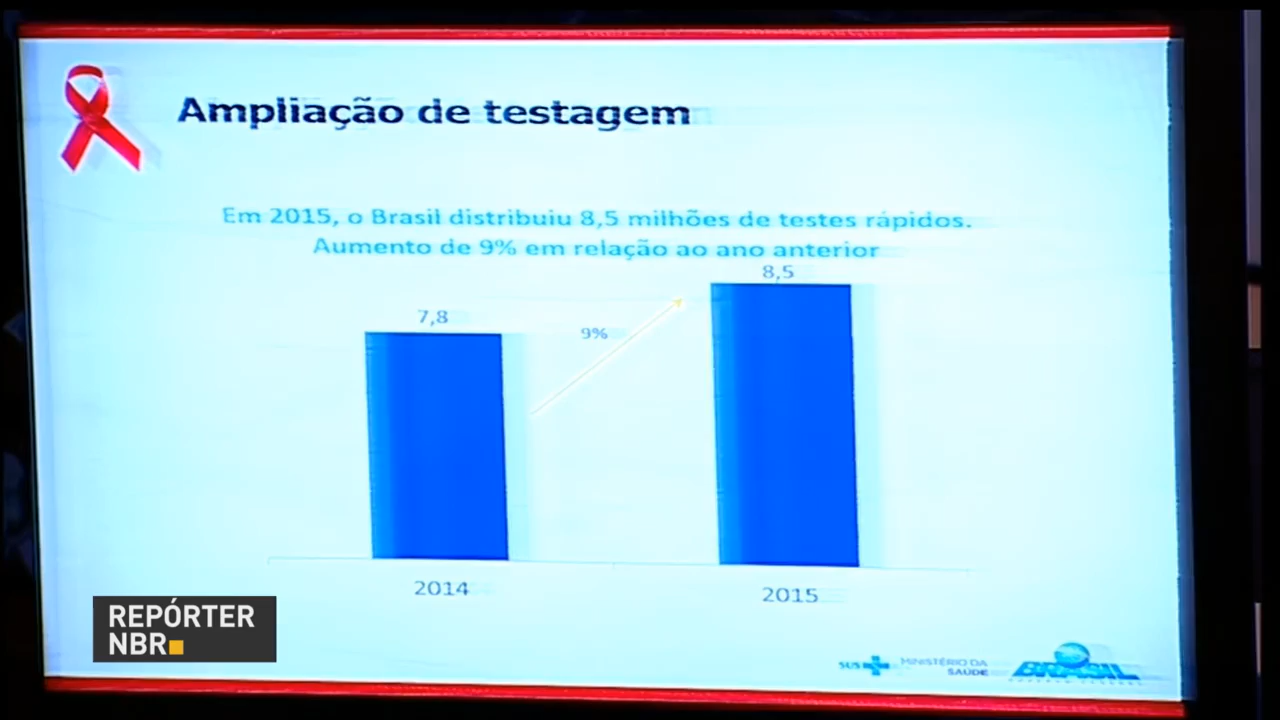 Ampliação de testagem
Em 2015, o Brasil distribuiu 8,5 milhões de testes rápidos.
Aumento de 9% em relação ao ano anterior
8,5
7,8
9%
2014
2015
REPÓRTER
NBR
SUS
MINISTÉRIO DA
SAÚDE
BRASIL